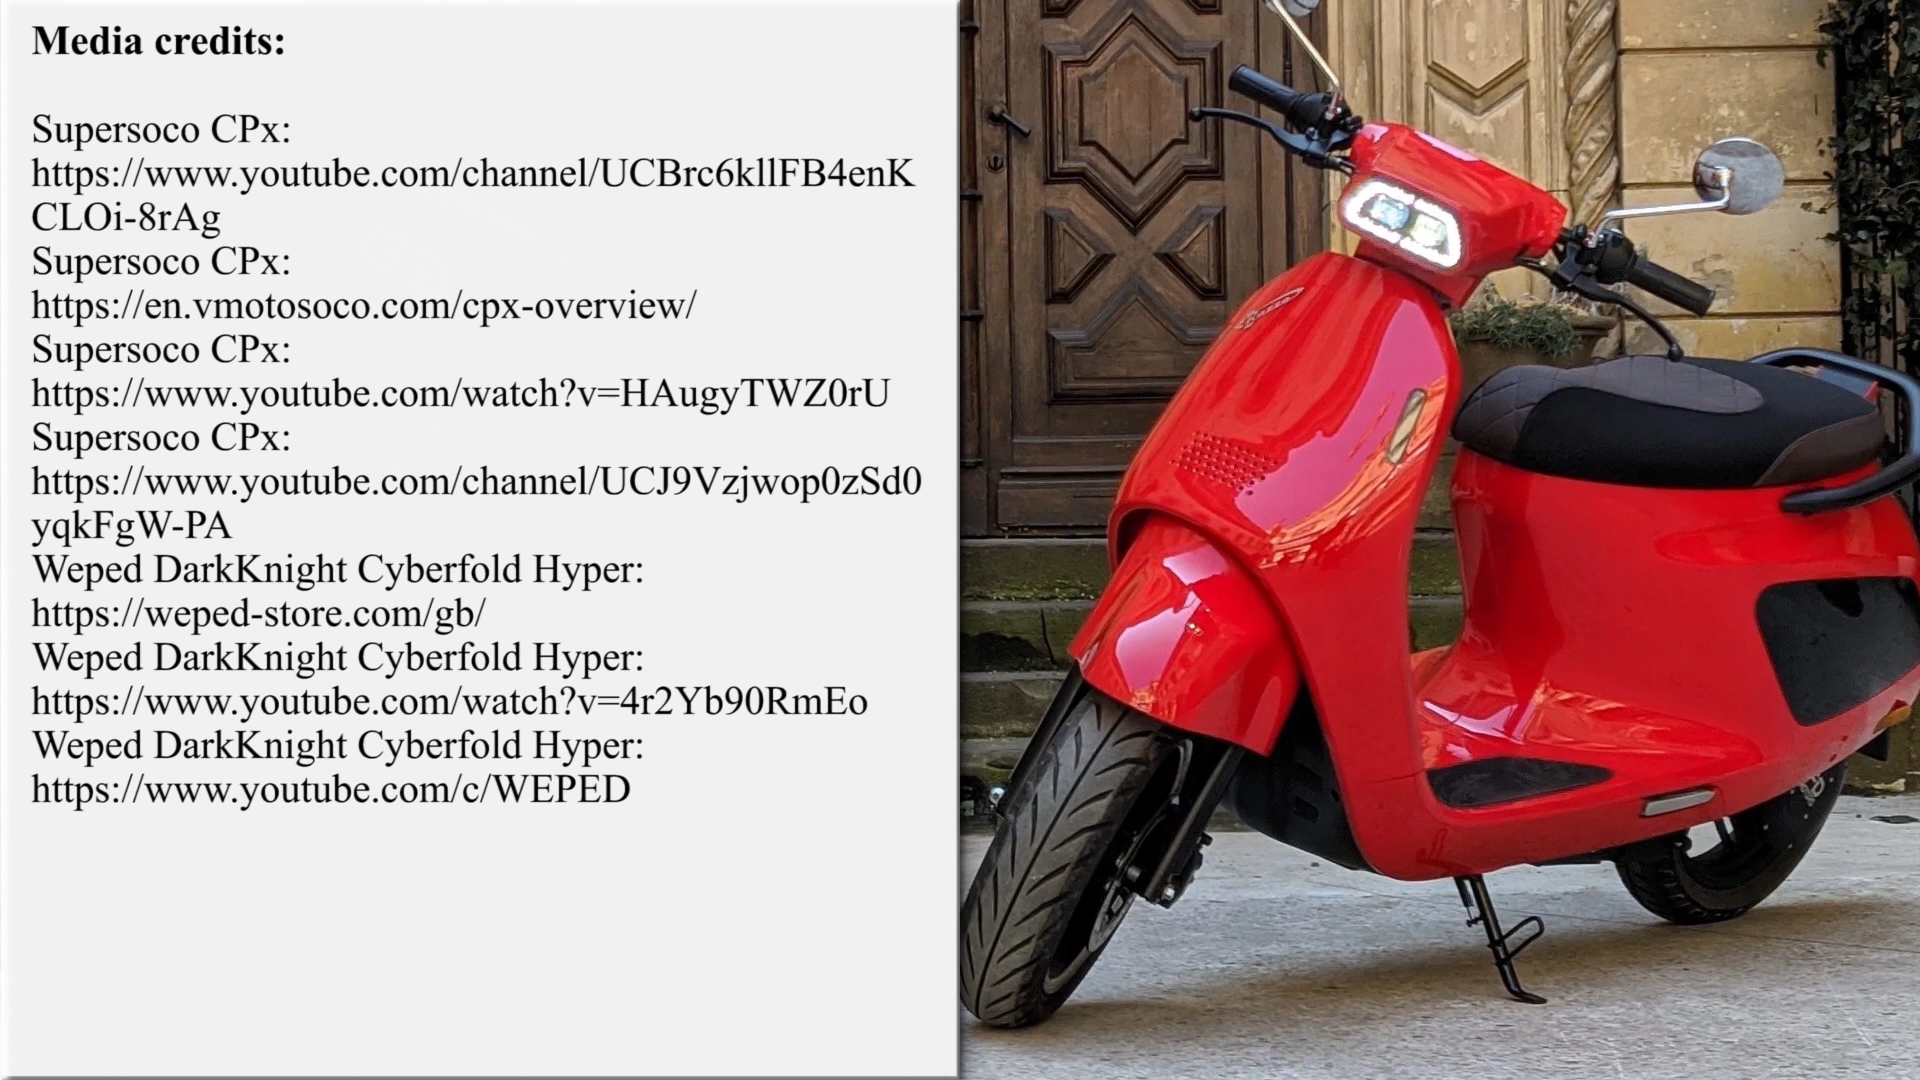 Media credits:
Supersoco CPx:
https://www.youtube.com/channel/UCBrc6kllFB4enK
CLOi-8rAg
Supersoco CPx:
https://en.vmotosoco.com/cpx-overview/
Supersoco CPx:
https://www.youtube.com/watch?v=HAugyTWZ0rU
Supersoco CPx:
https://www.youtube.com/channel/UCJ9Vzjwop0zSd0
yqkFgW-PA
Weped DarkKnight Cyberfold Hyper:
https://weped-store.com/gb/
Weped DarkKnight Cyberfold Hyper:
https://www.youtube.com/watch?v=4r2Yb90RmEo
Weped DarkKnight Cyberfold Hyper:
https://www.youtube.com/c/WEPED